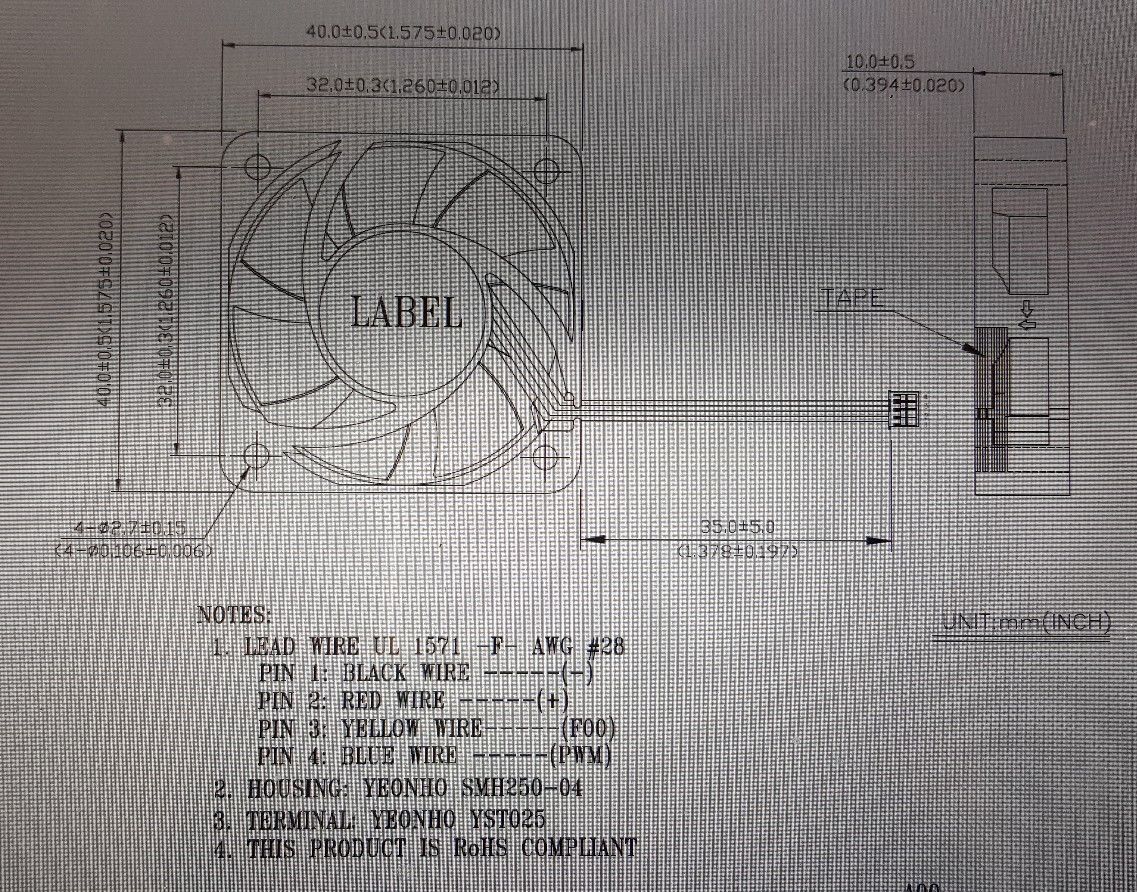 40.0±0.5(1.575±0.020)
32.0±0.3(1.260±0.012)
10.0±0.5
(0.394±0.020)
40.0±0.5(1.575±0.020)
32.0±0.3(1.260±0.012)
LABEL
TAPE
4-ø2.7±0.15
(4-ø0.106±0.006)
35.0±5.0
(1.378±0.197)
UNIT:mm(INCH)
NOTES:
1. LEAD WIRE UL 1571 -F- AWG #28
PIN 1: BLACK WIRE -----(-)
PIN 2: RED WIRE -----(+)
PIN 3: YELLOW WIRE-----(F00)
PIN 4: BLUE WIRE -----(PWM)
2. HOUSING: YEONHO SMH250-04
3. TERMINAL: YEONHO YST025
4. THIS PRODUCT IS RoHS COMPLIANT